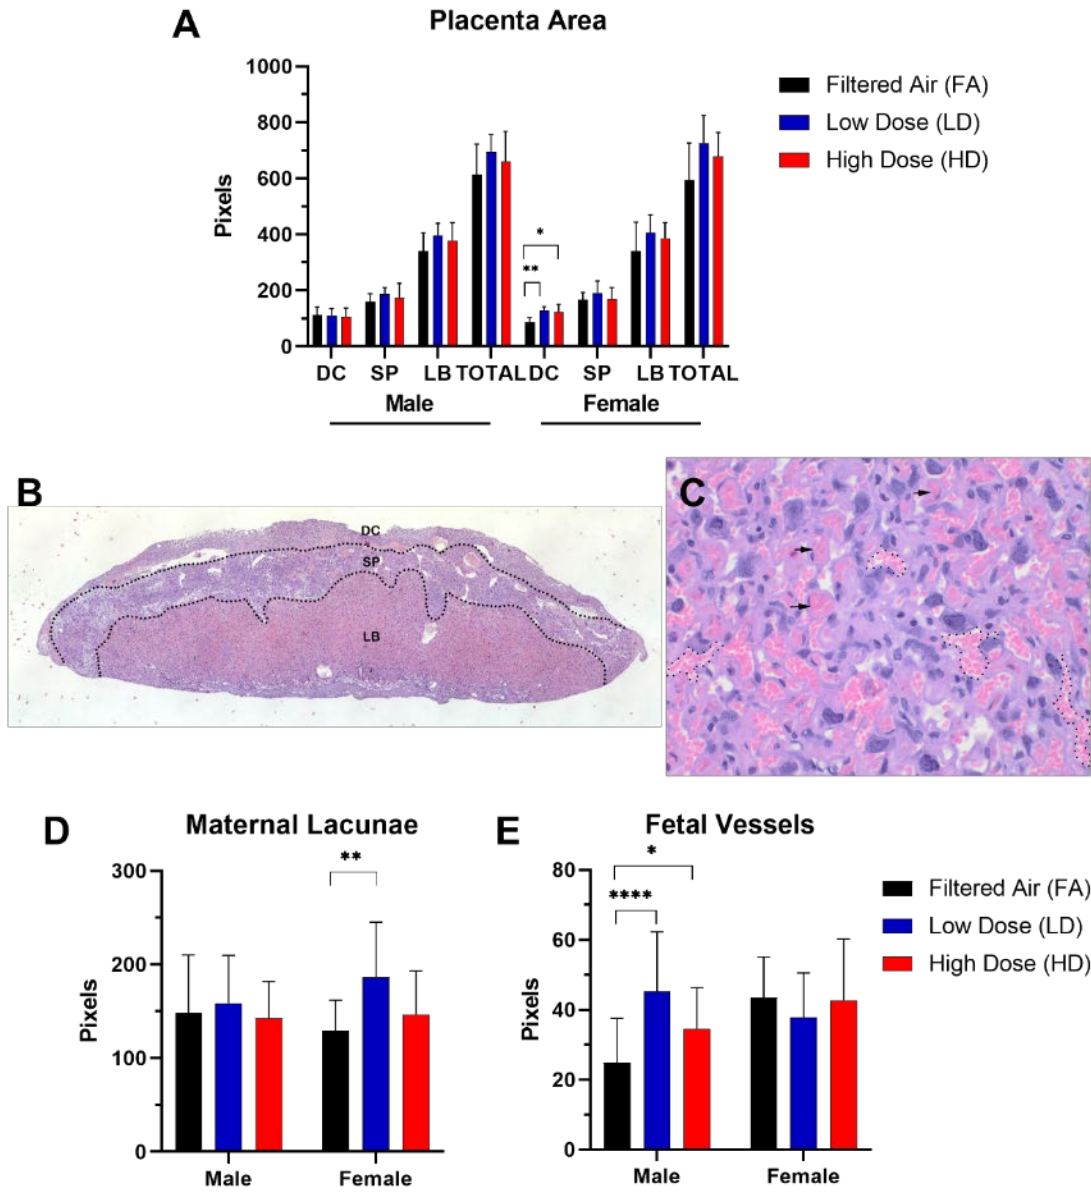 A
Placenta Area
1000
800
600
400
200
0
Pixels
DC SP LB TOTAL DC SP LB TOTAL
Male Female
* 
**
Filtered Air (FA)
Low Dose (LD)
High Dose (HD)
B
DC
SP
LB
C
D
Maternal Lacunae
300
200
100
0
Pixels
**
Male Female
E
Fetal Vessels
80
60
40
20
0
Pixels
*
****
Male Female
Filtered Air (FA)
Low Dose (LD)
High Dose (HD)